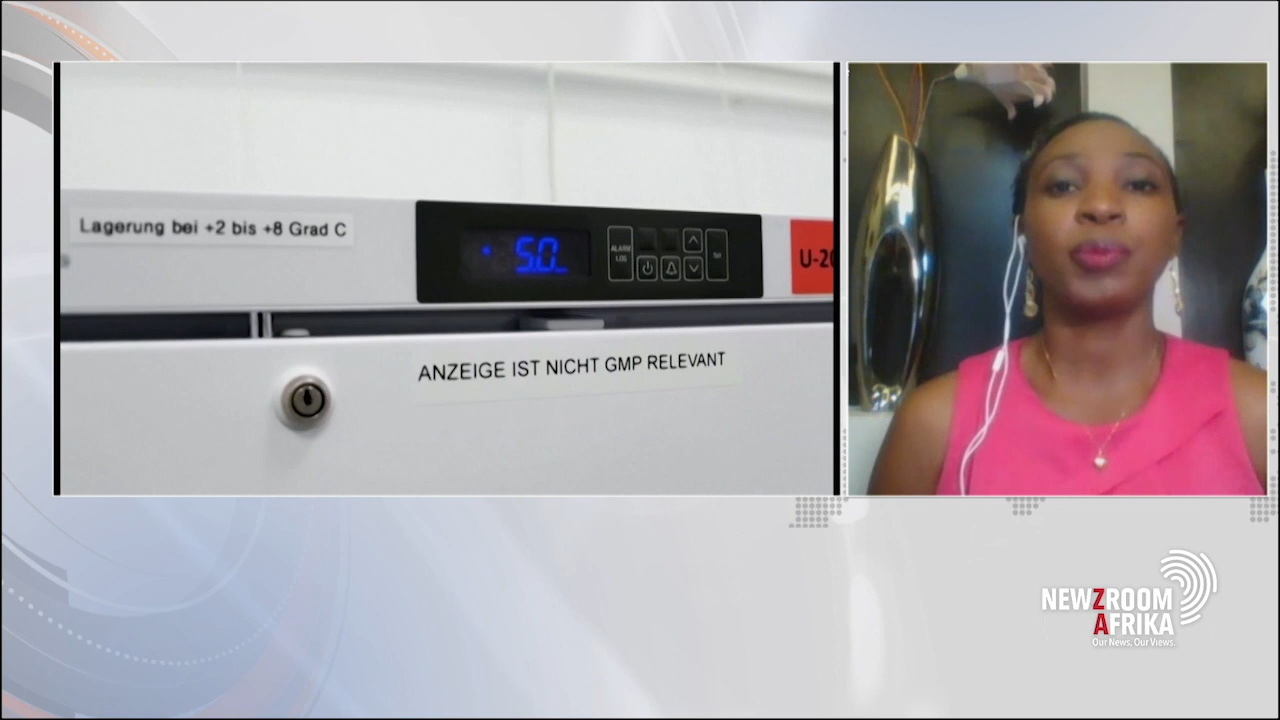 Lagerung bei +2 bis +8 Grad C
5.0
ALARM
LOG
U-20
ANZEIGE IST NICHT GMP RELEVANT
NEWZROOM
AFRIKA
Our News, Our Views.